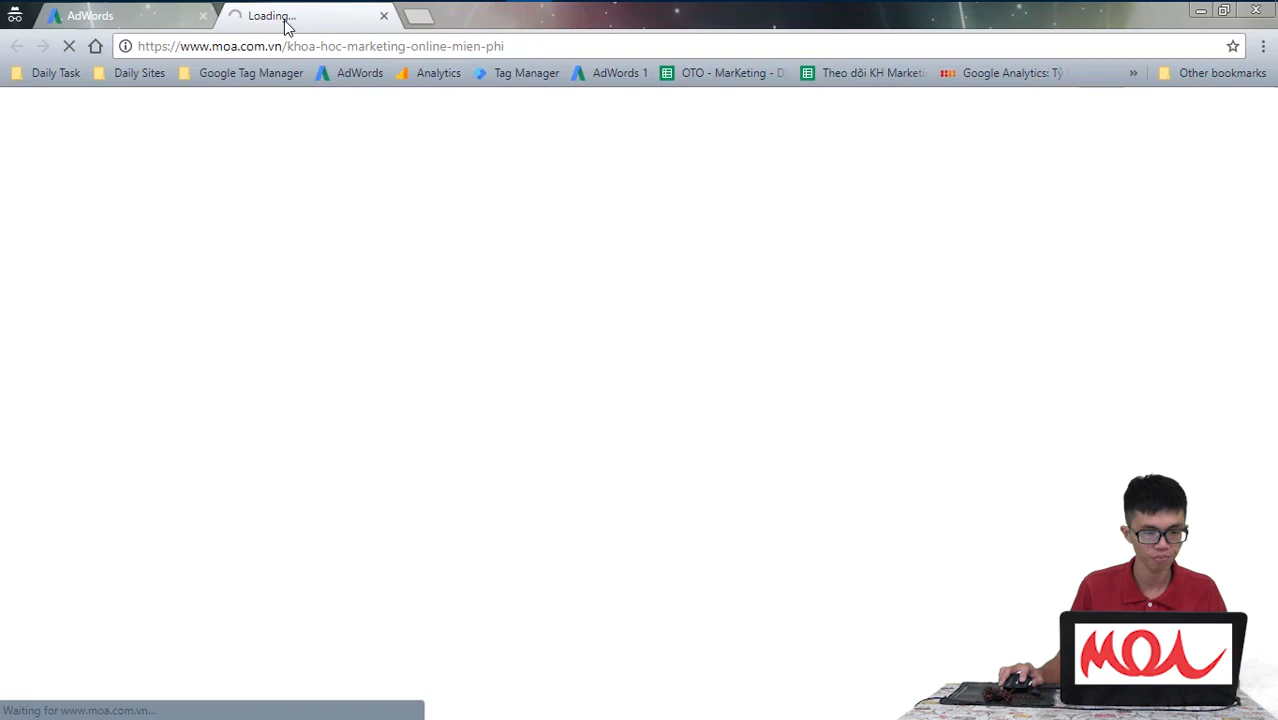 AdWords
Loading...
https://www.moa.com.vn/khoa-hoc-marketing-online-mien-phi
Daily Task Daily Sites Google Tag Manager AdWords Analytics Tag Manager AdWords 1 OTO - MarKeting - D Theo dõi KH Marketi Google Analytics: Tỷ » Other bookmarks
MOA
Waiting for www.moa.com.vn...